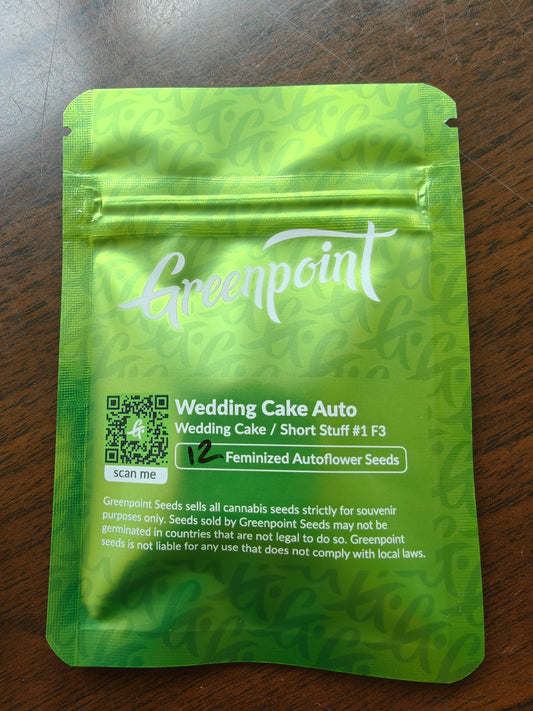 Greenpoint
Wedding Cake Auto
Wedding Cake / Short Stuff #1 F3
12 Feminized Autoflower Seeds
scan me
Greenpoint Seeds sells all cannabis seeds strictly for souvenir
purposes only. Seeds sold by Greenpoint Seeds may not be
germinated in countries that are not legal to do so. Greenpoint
seeds is not liable for any use that does not comply with local laws.